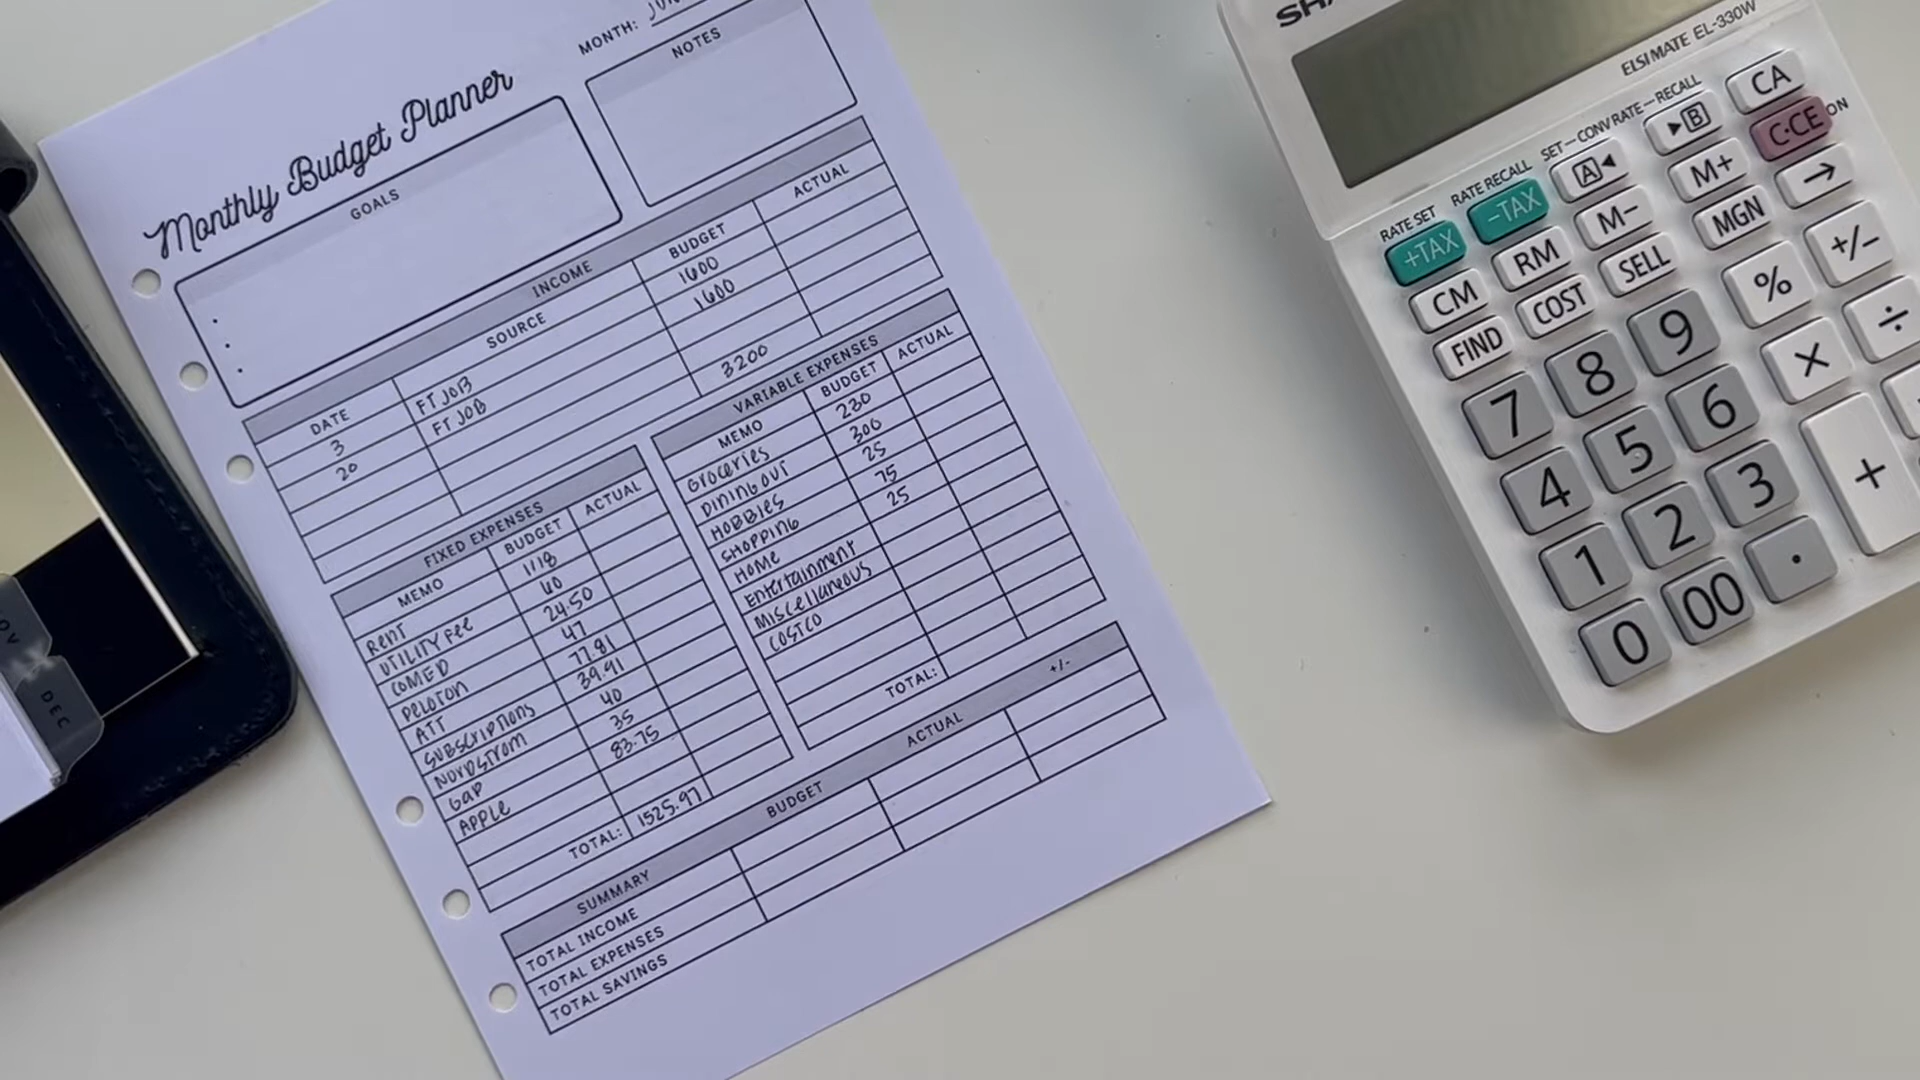 MONTH:
Monthly Budget Planner
GOALS
NOTES
INCOME
DATE SOURCE BUDGET ACTUAL
3 FT JOB 1600
20 FT JOB 1600
3200
FIXED EXPENSES
MEMO BUDGET ACTUAL
RENT 1118
UTILITY FEE 60
COMED 24.50
PELOTON 47
ATT 77.81
SUBSCRIPTIONS 39.91
NORDSTROM 40
GAP 35
APPLE 83.75
TOTAL: 1525.97
VARIABLE EXPENSES
MEMO BUDGET ACTUAL
GROCERIES 230
DINING OUT 300
HOBBIES 25
SHOPPING 75
HOME 25
Entertainment
MISCELLANEOUS
COSTCO
TOTAL:
SUMMARY BUDGET ACTUAL +/-
TOTAL INCOME
TOTAL EXPENSES
TOTAL SAVINGS
DEC
ELSI MATE EL-330W
RATE SET RATE RECALL SET — CONV RATE — RECALL
+TAX -TAX A◄ ►B CA
CM RM M- M+ C·CE ON
FIND COST SELL MGN →
7 8 9 % +/-
4 5 6 × ÷
1 2 3 +
0 00 .